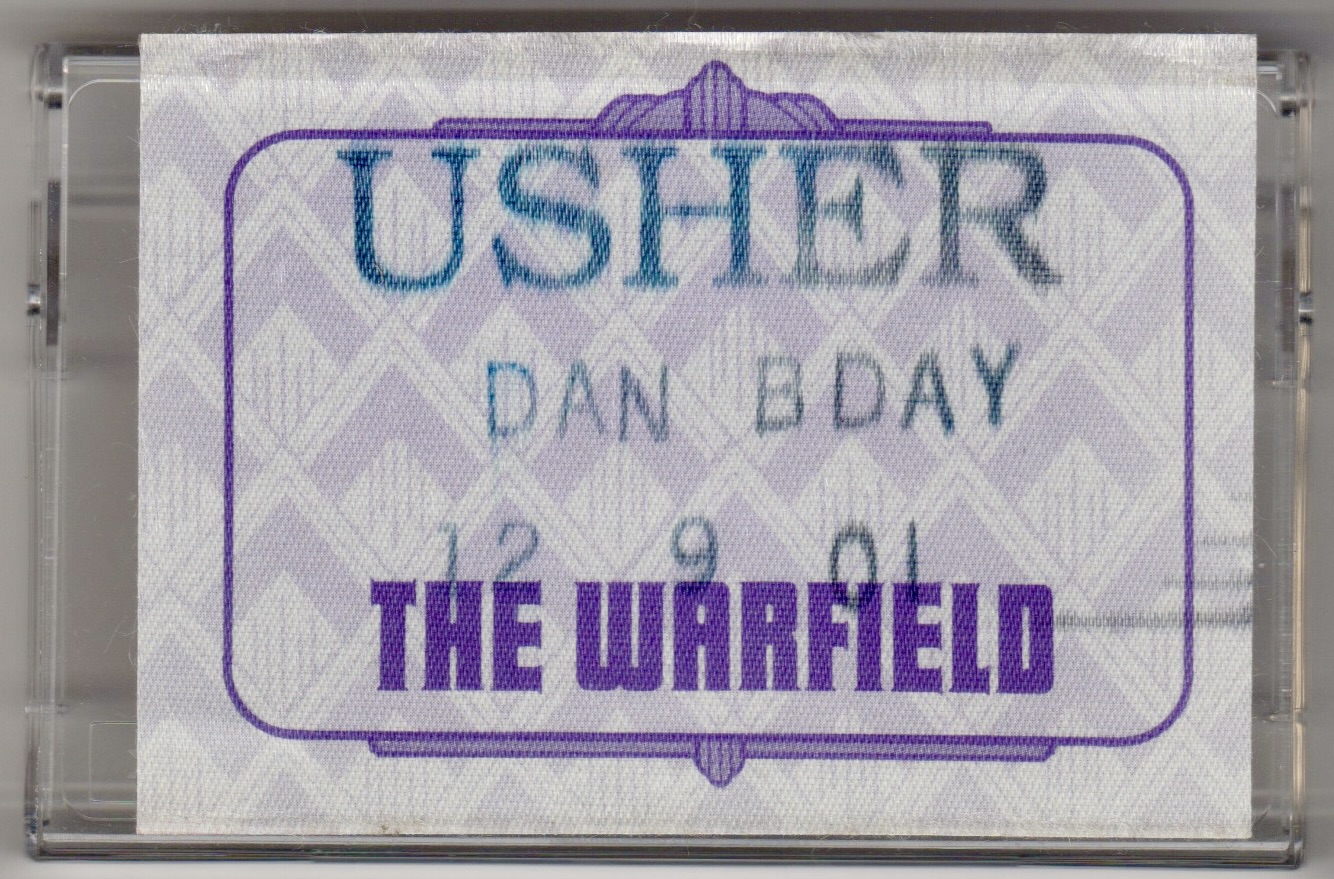 USHER
DAN BDAY
12 9 01
THE WARFIELD